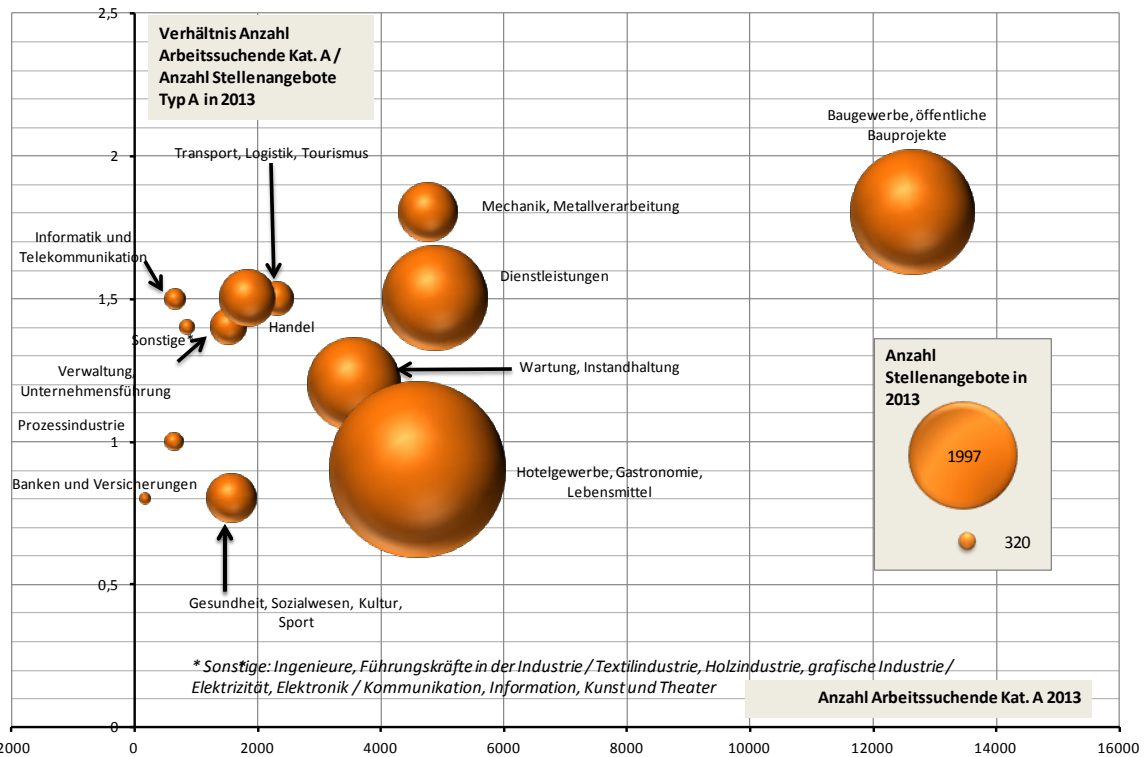 2,5
Verhältnis Anzahl
Arbeitssuchende Kat. A /
Anzahl Stellenangebote
Typ A in 2013
Baugewerbe, öffentliche
Bauprojekte
Transport, Logistik, Tourismus
2
Mechanik, Metallverarbeitung
Informatik und
Telekommunikation
Dienstleistungen
1,5
Handel
Sonstige*
Verwaltung,
Unternehmensführung
Wartung, Instandhaltung
Anzahl
Stellenangebote in
2013
1997
320
Prozessindustrie
1
Banken und Versicherungen
Hotelgewerbe, Gastronomie,
Lebensmittel
0,5
Gesundheit, Sozialwesen, Kultur,
Sport
* Sonstige: Ingenieure, Führungskräfte in der Industrie / Textilindustrie, Holzindustrie, grafische Industrie /
Elektrizität, Elektronik / Kommunikation, Information, Kunst und Theater
Anzahl Arbeitssuchende Kat. A 2013
0
2000 0 2000 4000 6000 8000 10000 12000 14000 16000